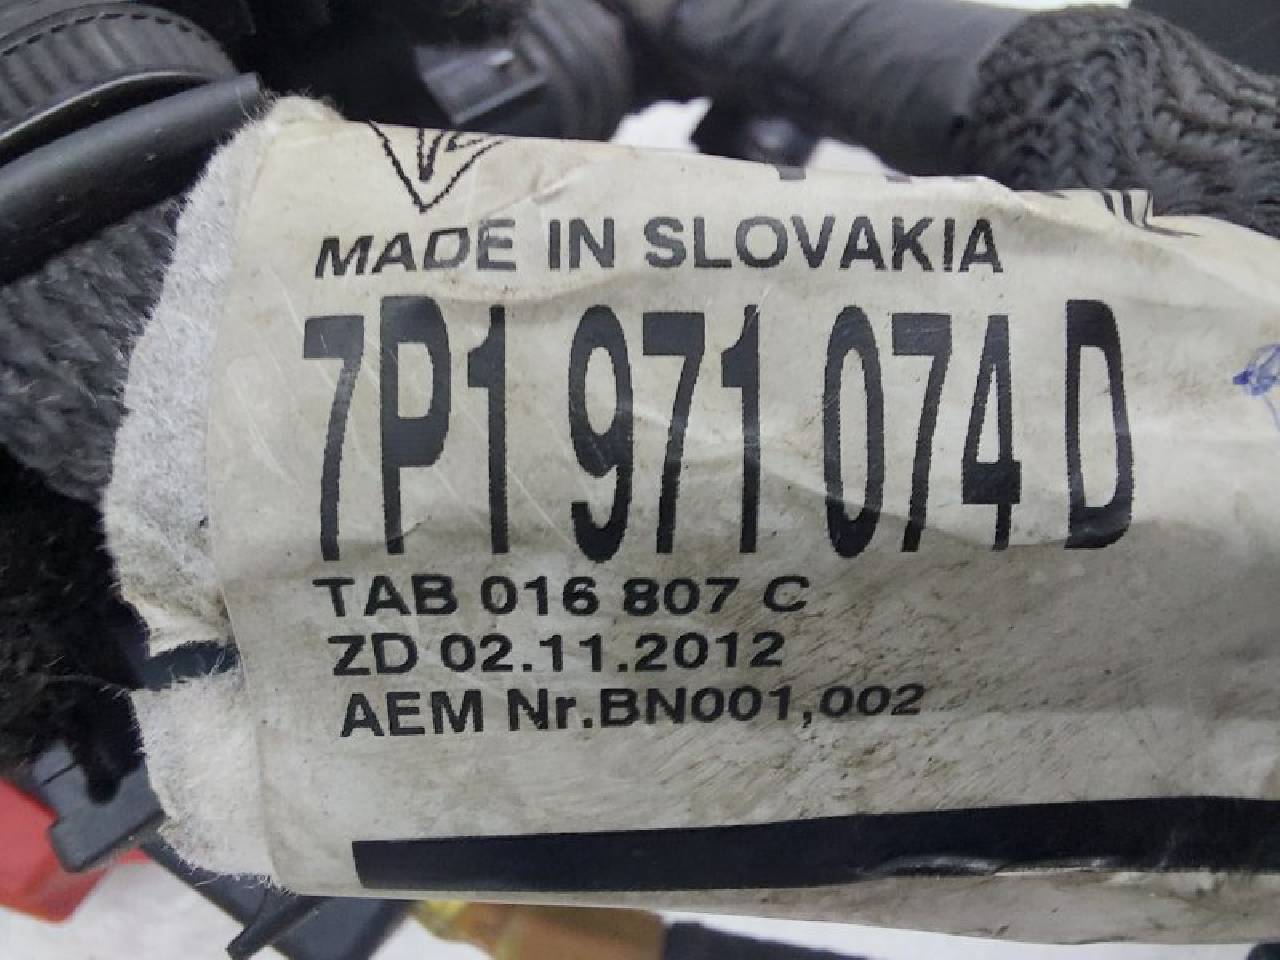 MADE IN SLOVAKIA
7P1 971 074 D
TAB 016 807 C
ZD 02.11.2012
AEM Nr.BN001,002